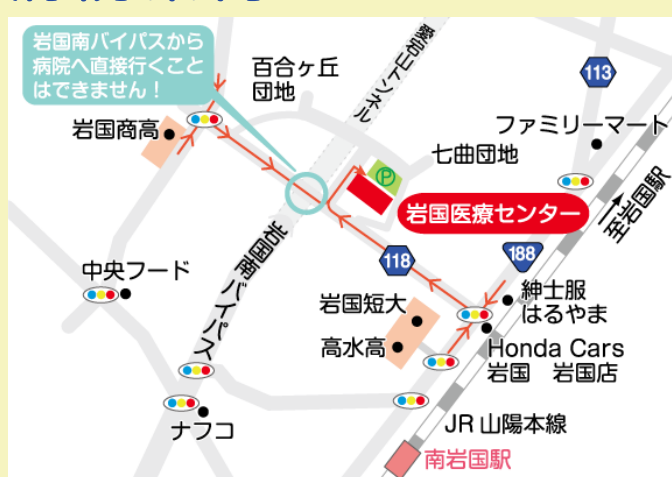 岩国南バイパスから
病院へ直接行くこと
はできません！
百合ヶ丘
団地
愛宕山トンネル
113
岩国商高
ファミリーマート
七曲団地
P
岩国医療センター
至岩国駅
188
118
岩国南バイパス
中央フード
紳士服
はるやま
岩国短大
高水高
Honda Cars
岩国 岩国店
ナフコ
JR山陽本線
南岩国駅